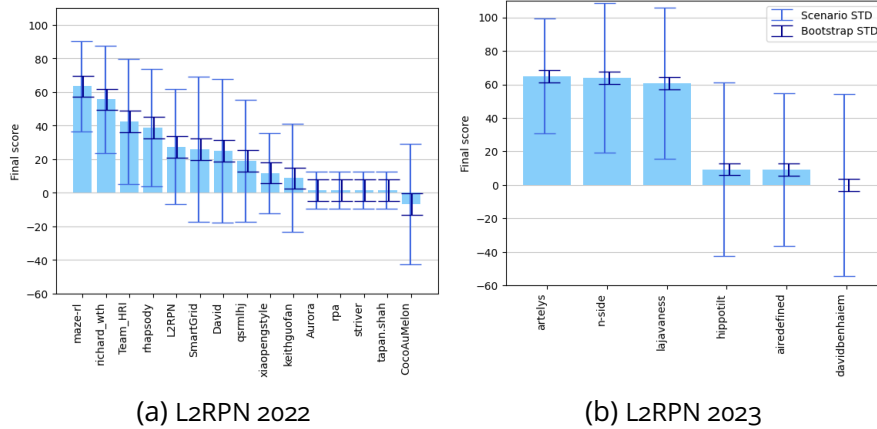 100
80
60
40
20
0
−20
−40
−60
Final score
maze-rl
richard_wth
Team_HRI
rhapsody
L2RPN
SmartGrid
David
qsrmlhj
xiaopengstyle
keithguofan
Aurora
rpa
striver
tapan.shah
CocoAuMelon
(a) L2RPN 2022
Scenario STD
Bootstrap STD
100
80
60
40
20
0
−20
−40
−60
Final score
artelys
n-side
lajavaness
hippotilt
airedefined
davidbenhaiem
(b) L2RPN 2023